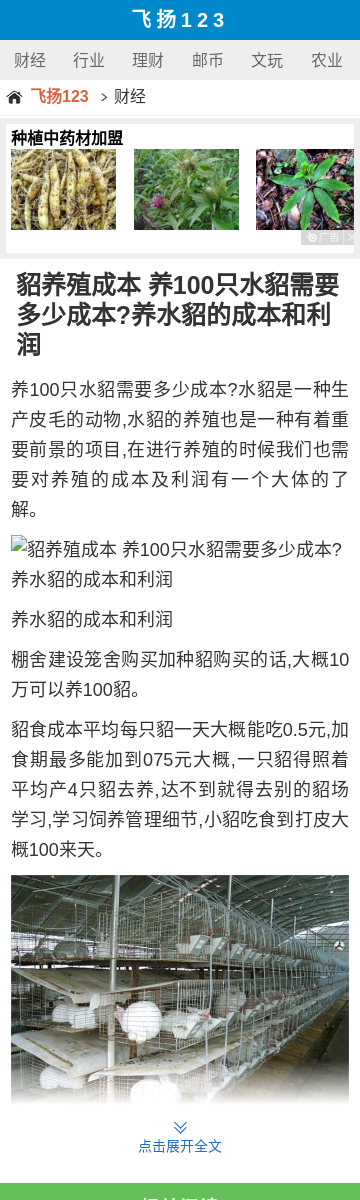 飞扬123
财经 行业 理财 邮币 文玩 农业
飞扬123 > 财经
种植中药材加盟
广告
貂养殖成本 养100只水貂需要
多少成本?养水貂的成本和利
润
养100只水貂需要多少成本?水貂是一种生
产皮毛的动物,水貂的养殖也是一种有着重
要前景的项目,在进行养殖的时候我们也需
要对养殖的成本及利润有一个大体的了
解。
貂养殖成本 养100只水貂需要多少成本?
养水貂的成本和利润
养水貂的成本和利润
棚舍建设笼舍购买加种貂购买的话,大概10
万可以养100貂。
貂食成本平均每只貂一天大概能吃0.5元,加
食期最多能加到075元大概,一只貂得照着
平均产4只貂去养,达不到就得去别的貂场
学习,学习饲养管理细节,小貂吃食到打皮大
概100来天。
点击展开全文